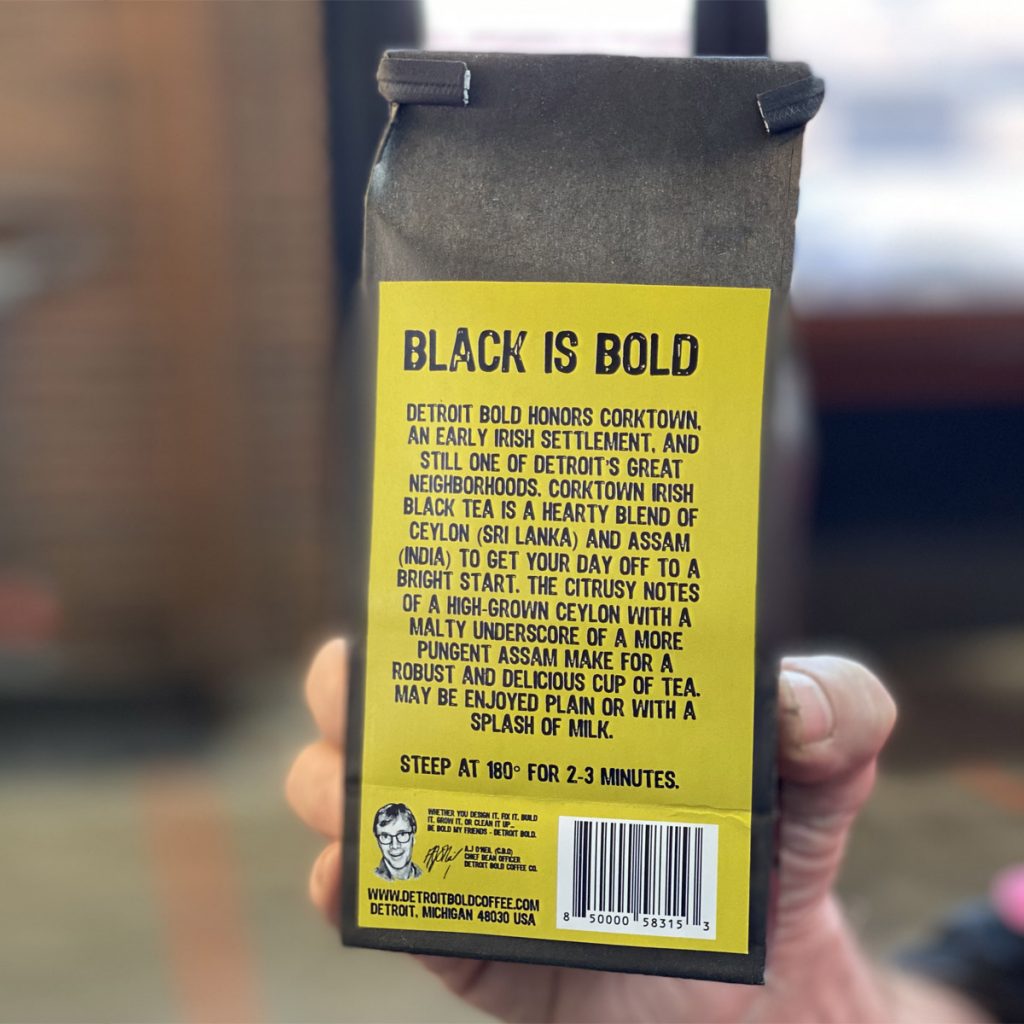 BLACK IS BOLD
DETROIT BOLD HONORS CORKTOWN,
AN EARLY IRISH SETTLEMENT, AND
STILL ONE OF DETROIT'S GREAT
NEIGHBORHOODS. CORKTOWN IRISH
BLACK TEA IS A HEARTY BLEND OF
CEYLON (SRI LANKA) AND ASSAM
(INDIA) TO GET YOUR DAY OFF TO A
BRIGHT START. THE CITRUSY NOTES
OF A HIGH-GROWN CEYLON WITH A
MALTY UNDERSCORE OF A MORE
PUNGENT ASSAM MAKE FOR A
ROBUST AND DELICIOUS CUP OF TEA.
MAY BE ENJOYED PLAIN OR WITH A
SPLASH OF MILK.
STEEP AT 180° FOR 2-3 MINUTES.
WHETHER YOU DESIGN IT, FIX IT, BUILD
IT, GROW IT, OR CLEAN IT UP...
BE BOLD MY FRIENDS - DETROIT BOLD.
A.J O'NEIL (C.B.O)
CHIEF BEAN OFFICER
DETROIT BOLD COFFEE CO.
WWW.DETROITBOLDCOFFEE.COM
DETROIT, MICHIGAN 48030 USA
8 50000 58315 3